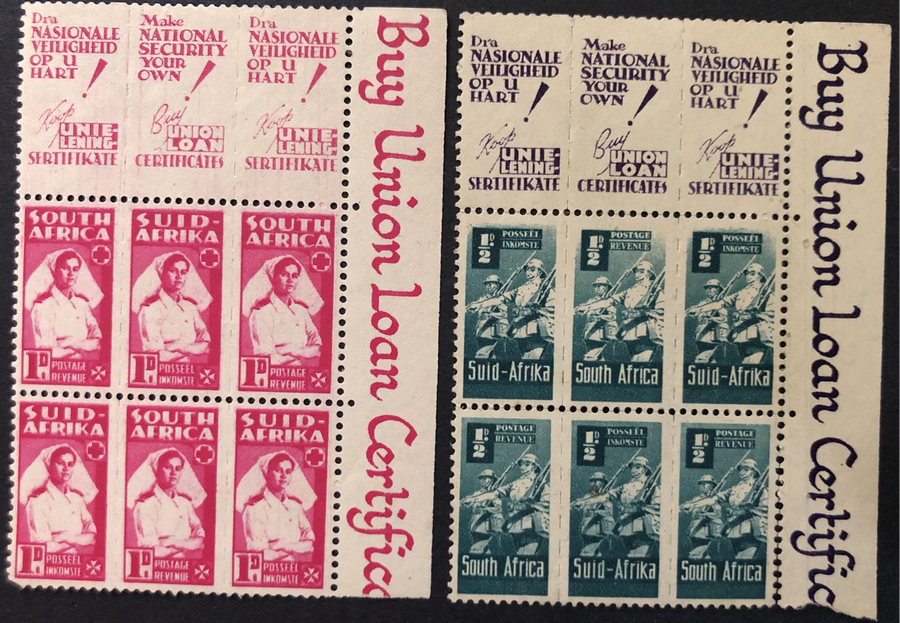 Dra
NASIONALE
VEILIGHEID
OP U
HART!
Koop
UNIE-
LENING-
SERTIFIKATE
Make
NATIONAL
SECURITY
YOUR
OWN!
Buy
UNION
LOAN
CERTIFICATES
Dra
NASIONALE
VEILIGHEID
OP U
HART!
Koop
UNIE-
LENING-
SERTIFIKATE
SOUTH
AFRICA
1D.
POSTAGE
REVENUE
SUID-
AFRIKA
1D.
POSSEËL
INKOMSTE
SOUTH
AFRICA
1D.
POSTAGE
REVENUE
SUID-
AFRIKA
1D.
POSSEËL
INKOMSTE
SOUTH
AFRICA
1D.
POSTAGE
REVENUE
SUID-
AFRIKA
1D.
POSSEËL
INKOMSTE
Buy Union Loan Certific
Dra
NASIONALE
VEILIGHEID
OP U
HART!
Koop
UNIE-
LENING-
SERTIFIKATE
Make
NATIONAL
SECURITY
YOUR
OWN!
Buy
UNION
LOAN
CERTIFICATES
Dra
NASIONALE
VEILIGHEID
OP U
HART!
Koop
UNIE-
LENING-
SERTIFIKATE
1/2 D
POSSEËL
INKOMSTE
Suid-Afrika
1/2 D
POSTAGE
REVENUE
South Africa
1/2 D
POSSEËL
INKOMSTE
Suid-Afrika
1/2 D
POSTAGE
REVENUE
South Africa
1/2 D
POSSEËL
INKOMSTE
Suid-Afrika
1/2 D
POSTAGE
REVENUE
South Africa
Buy Union Loan Certific